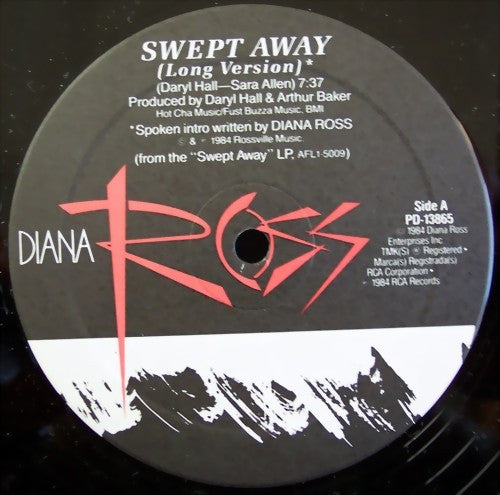 SWEPT AWAY
(Long Version)*
(Daryl Hall—Sara Allen) 7:37
Produced by Daryl Hall & Arthur Baker
Hot Cha Music/Fust Buzza Music, BMI
*Spoken intro written by DIANA ROSS
© & ℗ 1984 Rossville Music.
(from the "Swept Away" LP, AFL1-5009)
DIANA ROSS
Side A
PD-13865
℗ 1984 Diana Ross
Enterprises Inc
TMK(S) ® Registered •
Marca(s) Registrada(s)
RCA Corporation •
© 1984 RCA Records